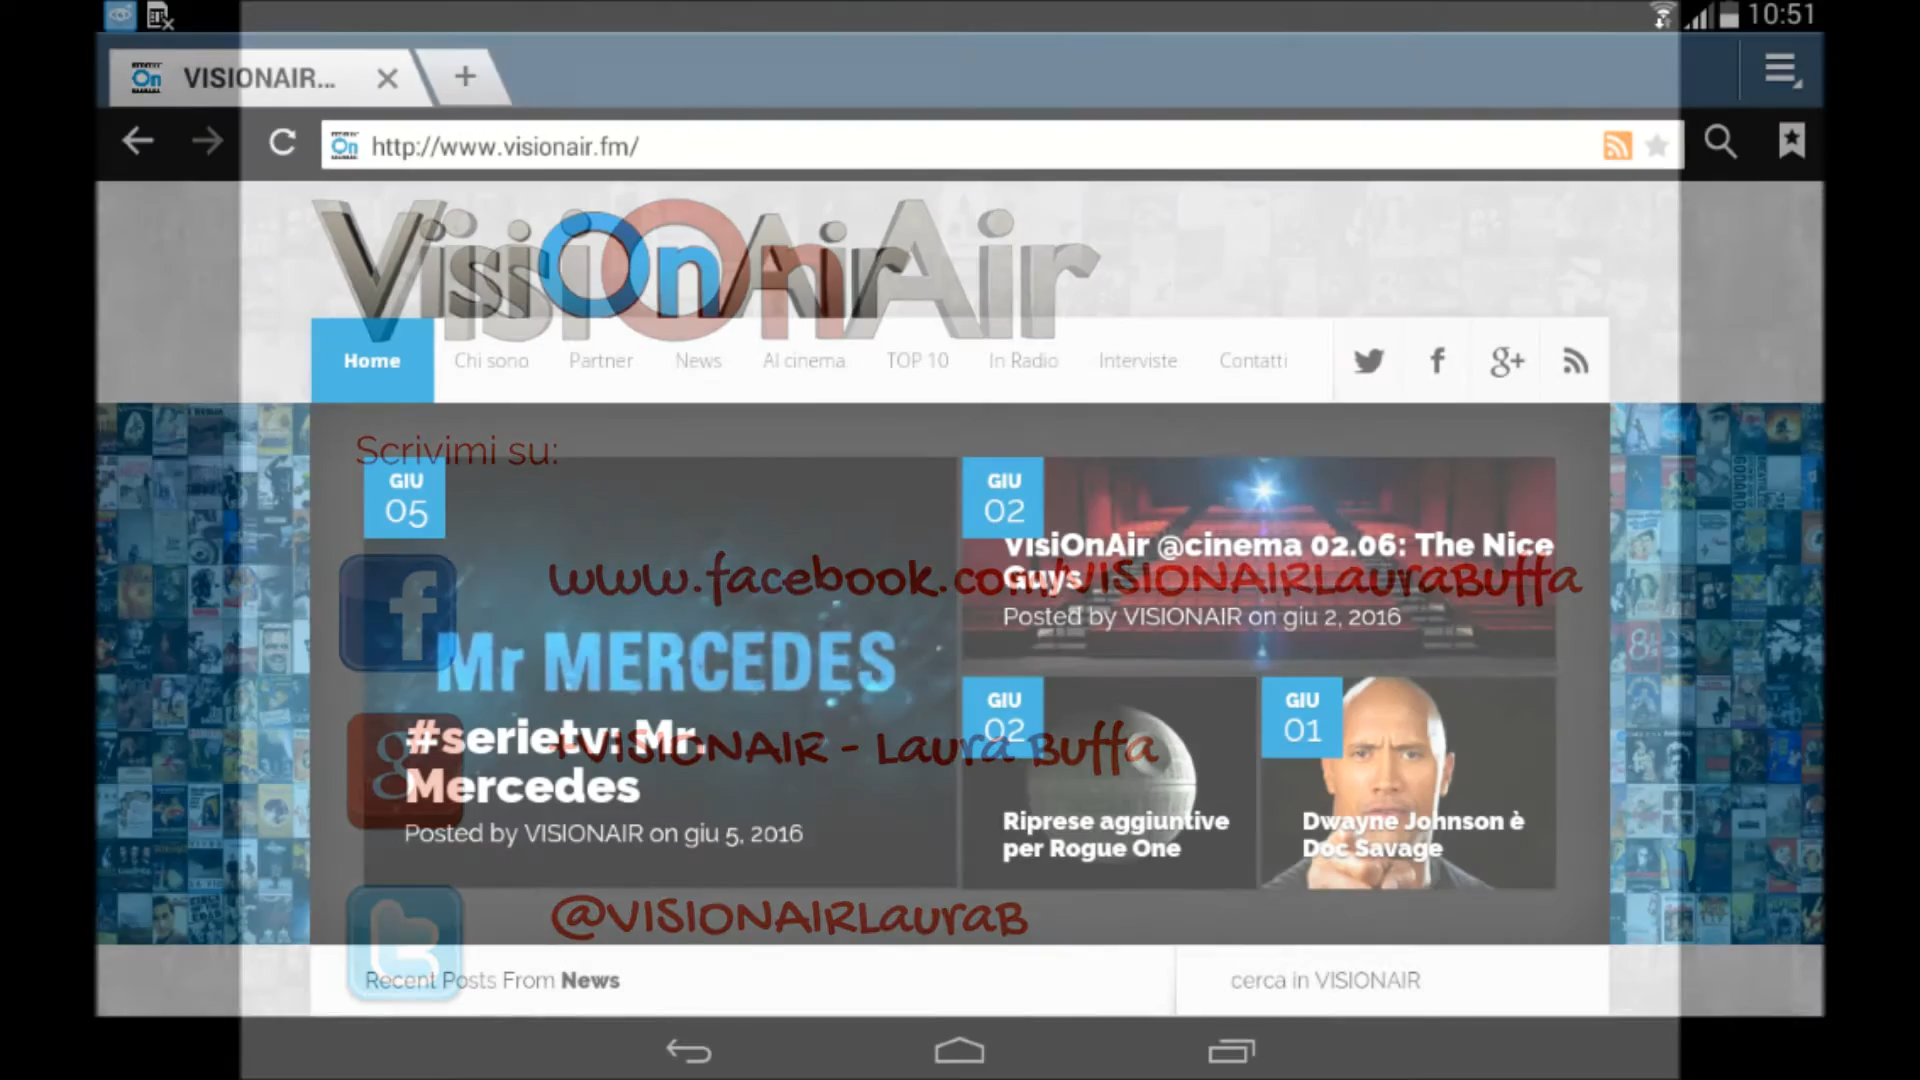 10:51
VISIONAIR...
http://www.visionair.fm/
VisiOnAir
VisiOnAir
Home Chi sono Partner News Al cinema TOP 10 In Radio Interviste Contatti
Scrivimi su:
GIU
05
GIU
02
VisiOnAir @cinema 02.06: The Nice
Guys
Posted by VISIONAIR on giu 2, 2016
www.facebook.com/VISIONAIRLauraBuffa
Mr MERCEDES
#serietv: Mr.
Mercedes
Posted by VISIONAIR on giu 5, 2016
GIU
02
Riprese aggiuntive
per Rogue One
GIU
01
Dwayne Johnson è
Doc Savage
+VISIONAIR - Laura Buffa
@VISIONAIRLauraB
Recent Posts From News
cerca in VISIONAIR